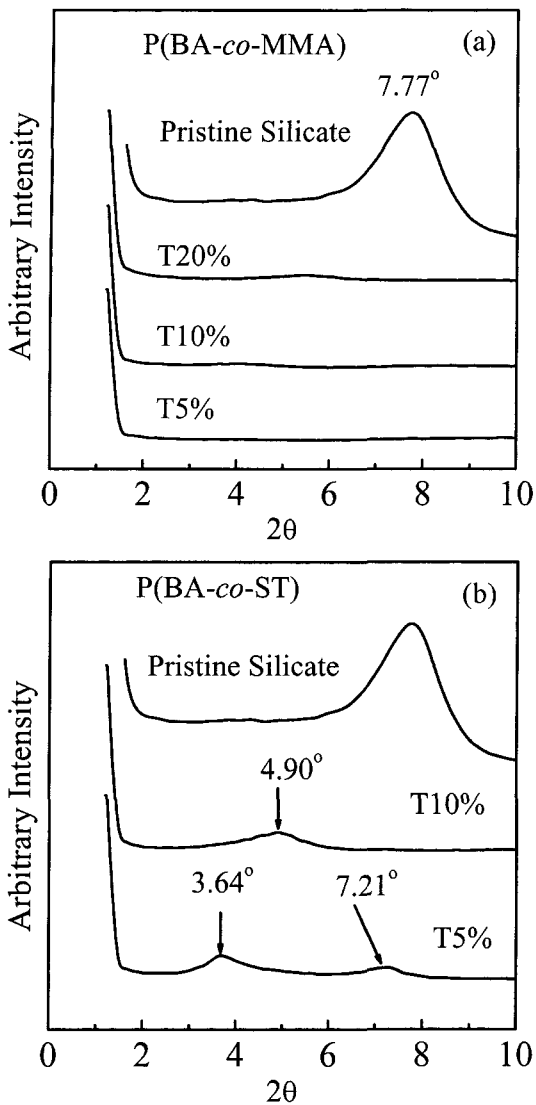 P(BA-co-MMA)
(a)
7.77°
Pristine Silicate
T20%
T10%
T5%
Arbitrary Intensity
0 2 4 6 8 10
2θ
P(BA-co-ST)
(b)
Pristine Silicate
4.90°
T10%
3.64°
7.21°
T5%
Arbitrary Intensity
0 2 4 6 8 10
2θ